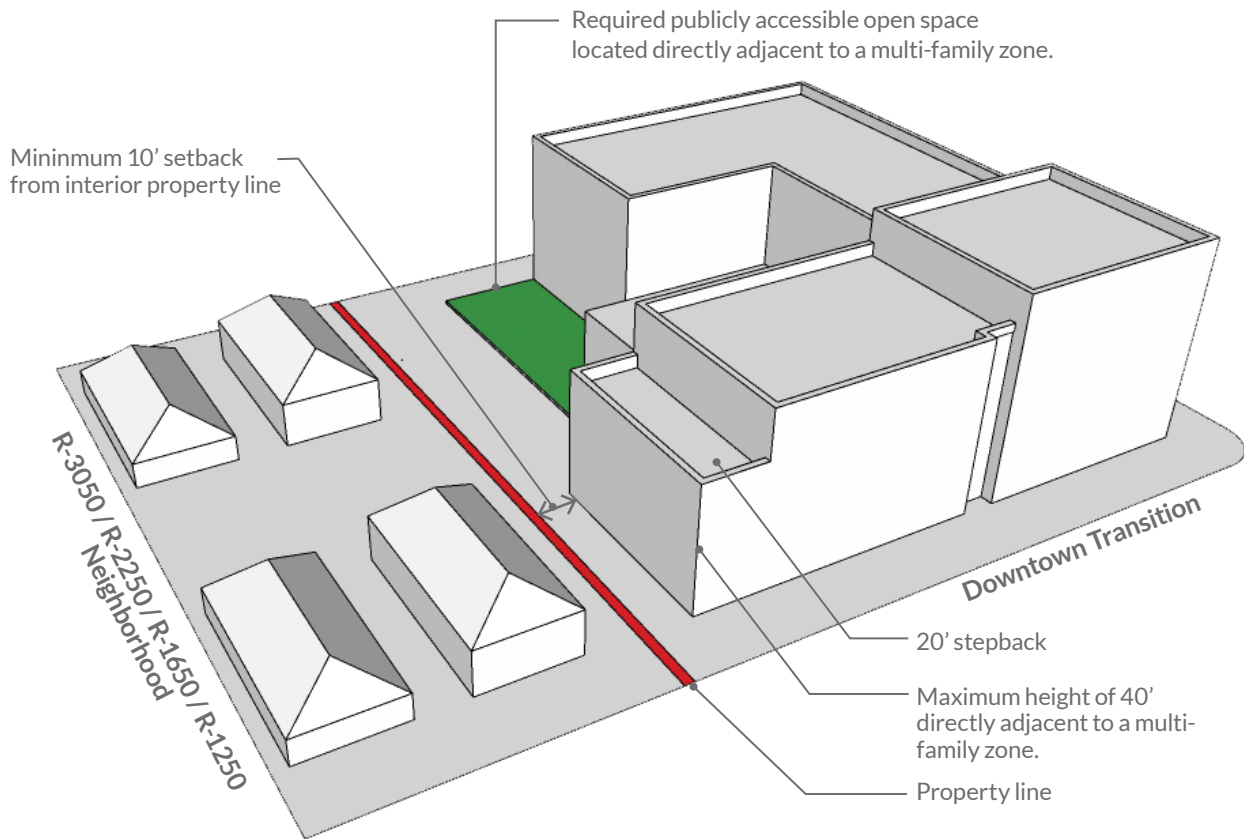 Required publicly accessible open space
located directly adjacent to a multi-family zone.
Mininmum 10’ setback
from interior property line
R-3050 / R-2250 / R-1650 / R-1250
Neighborhood
Downtown Transition
20’ stepback
Maximum height of 40’
directly adjacent to a multi-
family zone.
Property line